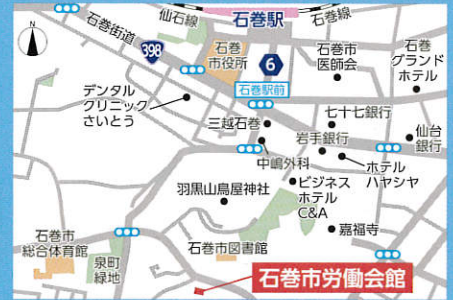 仙石線
石巻駅
石巻線
石巻街道
398
石巻
市役所
6
石巻駅前
石巻市
医師会
石巻
グランド
ホテル
デンタル
クリニック
さいとう
三越石巻
七十七銀行
岩手銀行
仙台
銀行
中嶋外科
ホテル
ハヤシヤ
羽黒山鳥屋神社
ビジネス
ホテル
C&A
嘉福寺
石巻市
総合体育館
泉町
緑地
石巻市図書館
石巻市労働会館